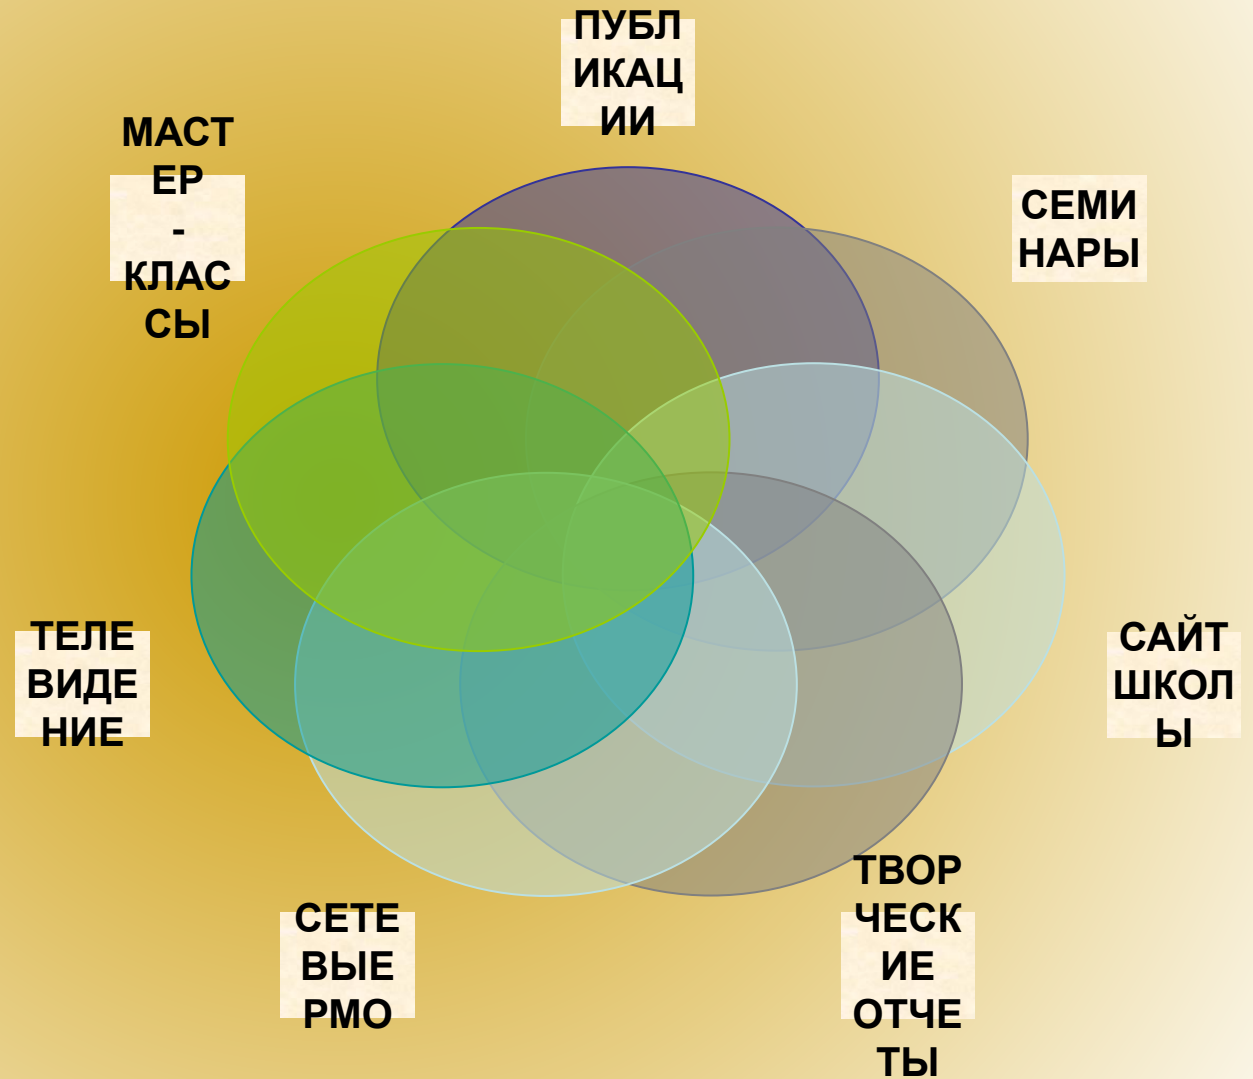 ПУБЛ
ИКАЦ
ИИ
МАСТ
ЕР
-
КЛАС
СЫ
СЕМИ
НАРЫ
ТЕЛЕ
ВИДЕ
НИЕ
САЙТ
ШКОЛ
Ы
СЕТЕ
ВЫЕ
РМО
ТВОР
ЧЕСК
ИЕ
ОТЧЕ
ТЫ